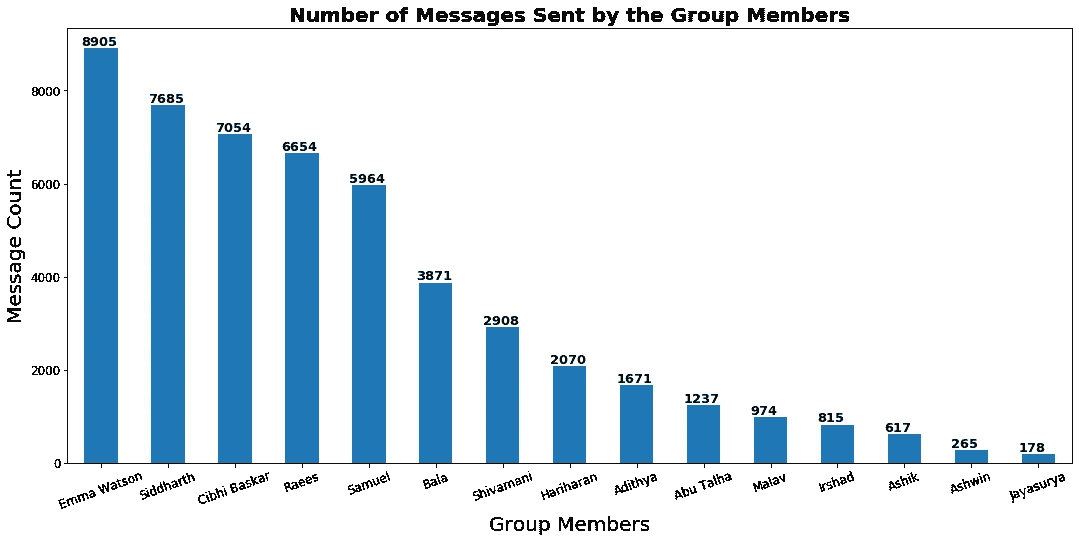 Number of Messages Sent by the Group Members
8905
7685
7054
6654
5964
3871
2908
2070
1671
1237
974
815
617
265
178
8000
6000
4000
2000
0
Message Count
Emma Watson
Siddharth
Cibhi Baskar
Raees
Samuel
Bala
Shivamani
Hariharan
Adithya
Abu Talha
Malav
Irshad
Ashik
Ashwin
Jayasurya
Group Members